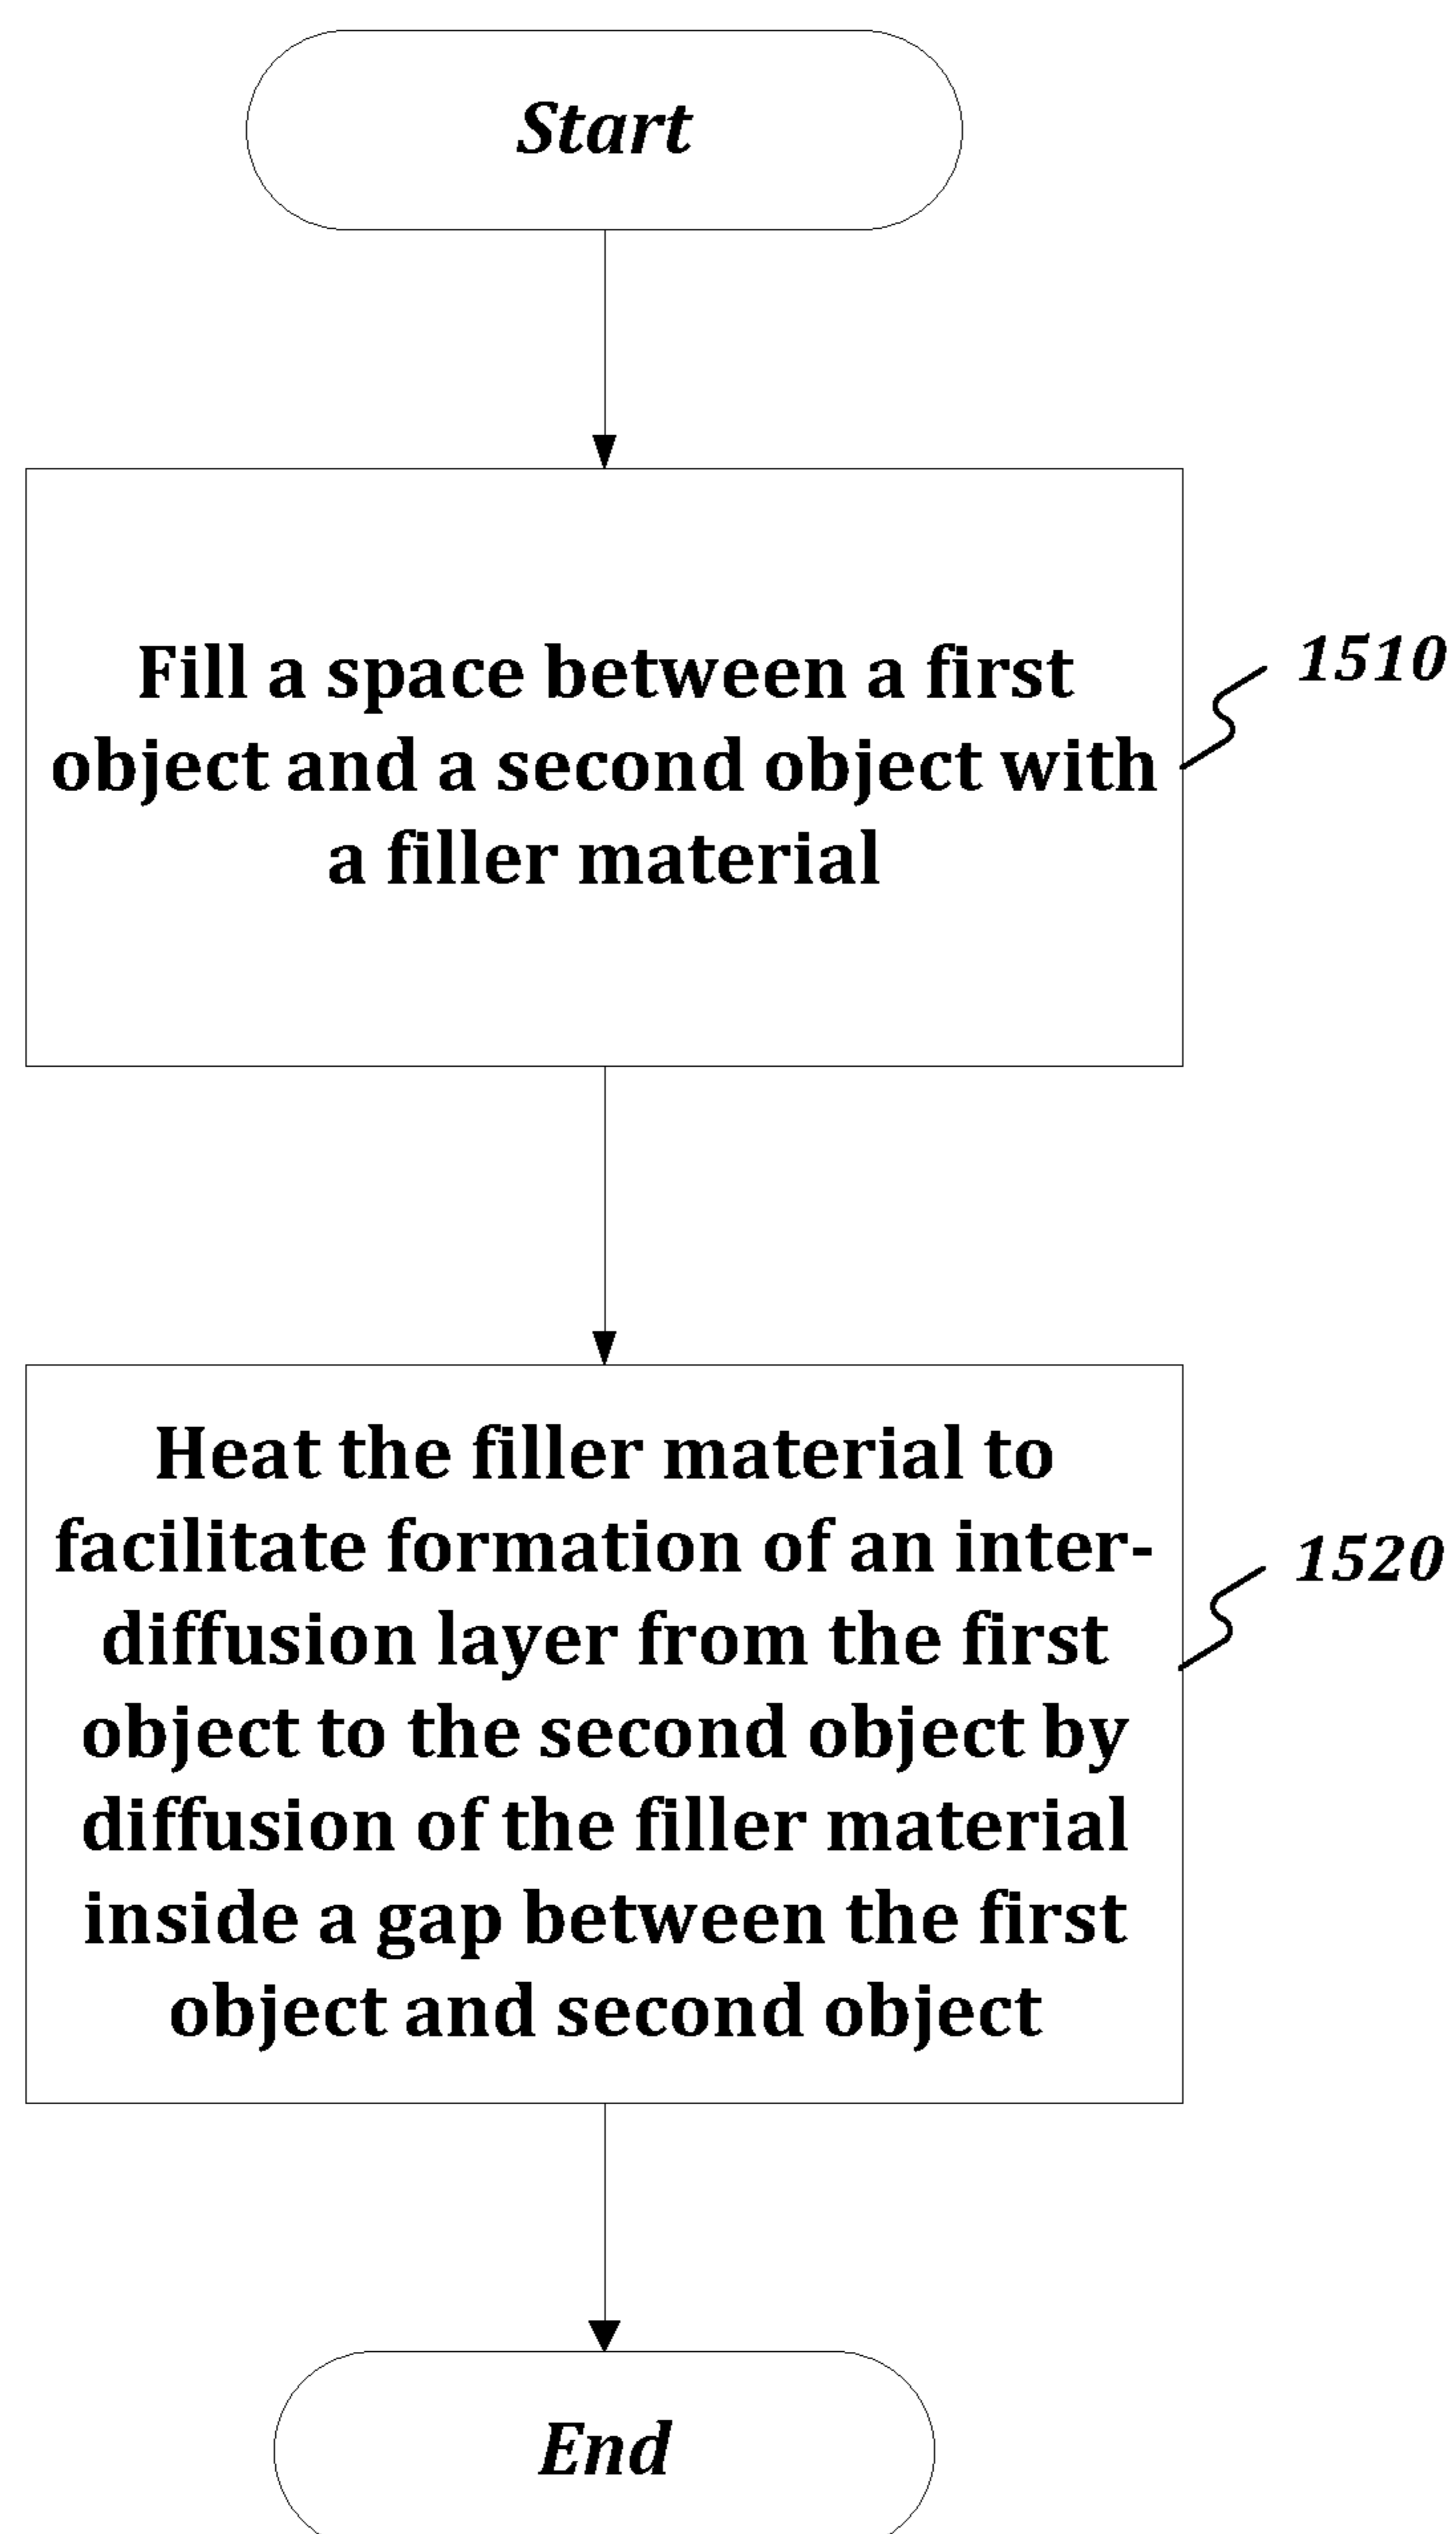 Start
Fill a space between a first
object and a second object with
a filler material
1510
Heat the filler material to
facilitate formation of an inter-
diffusion layer from the first
object to the second object by
diffusion of the filler material
inside a gap between the first
object and second object
1520
End